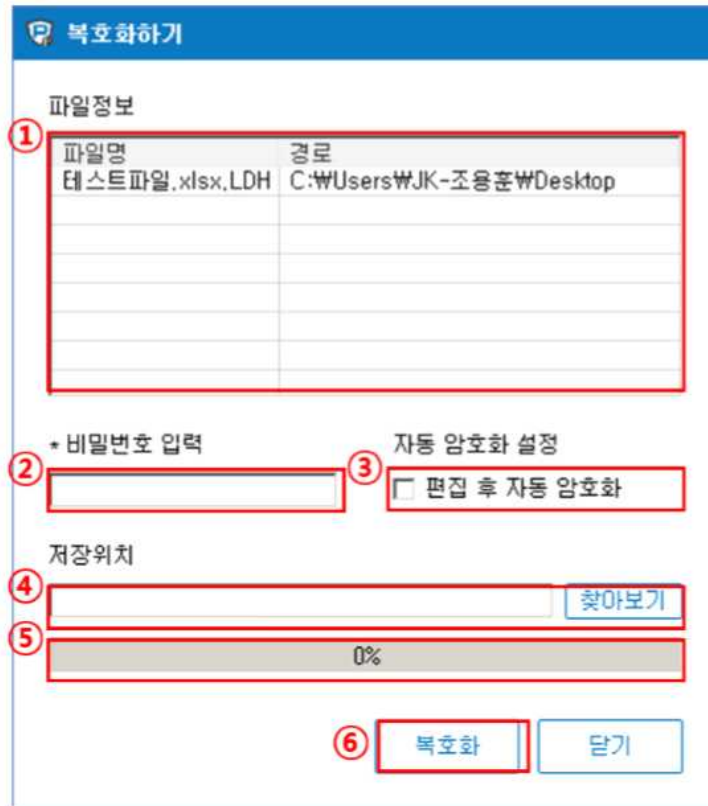 복호화하기
파일정보
①
파일명 경로
테스트파일.xlsx.LDH C:₩Users₩JK-조용훈₩Desktop
* 비밀번호 입력 자동 암호화 설정
② ③ 편집 후 자동 암호화
저장위치
④ 찾아보기
⑤ 0%
⑥ 복호화 닫기